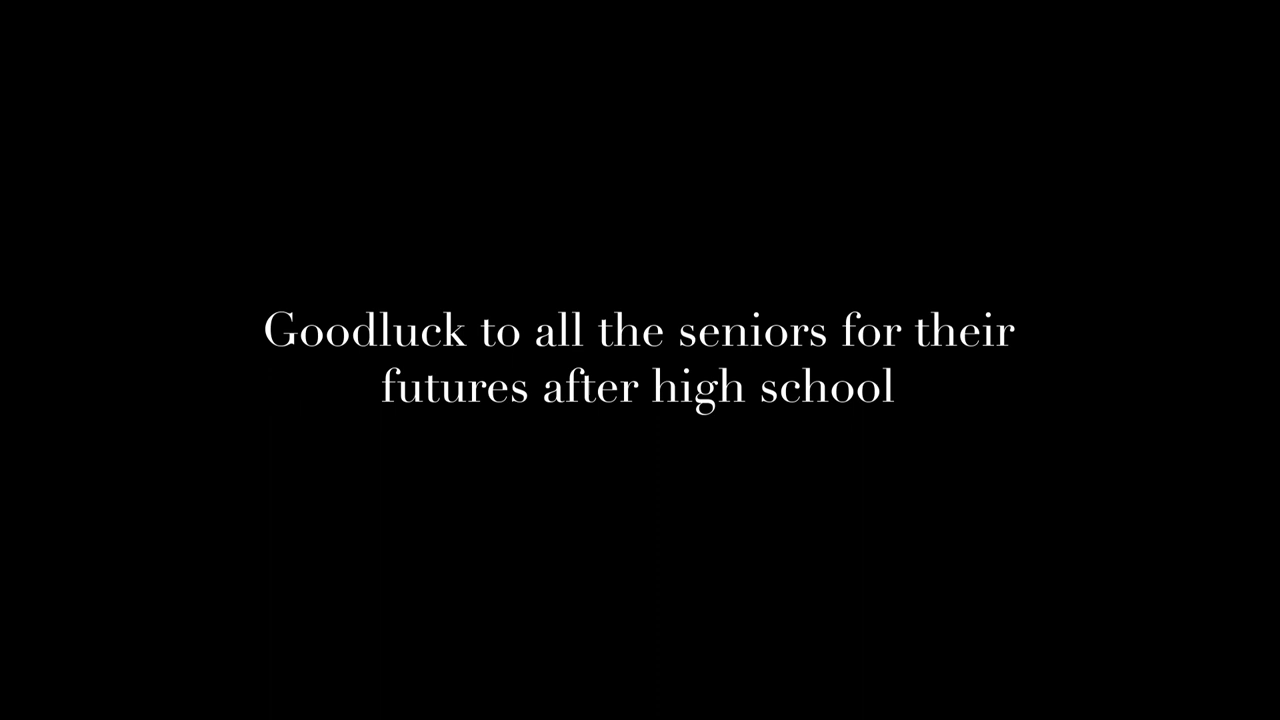 Goodluck to all the seniors for their
futures after high school